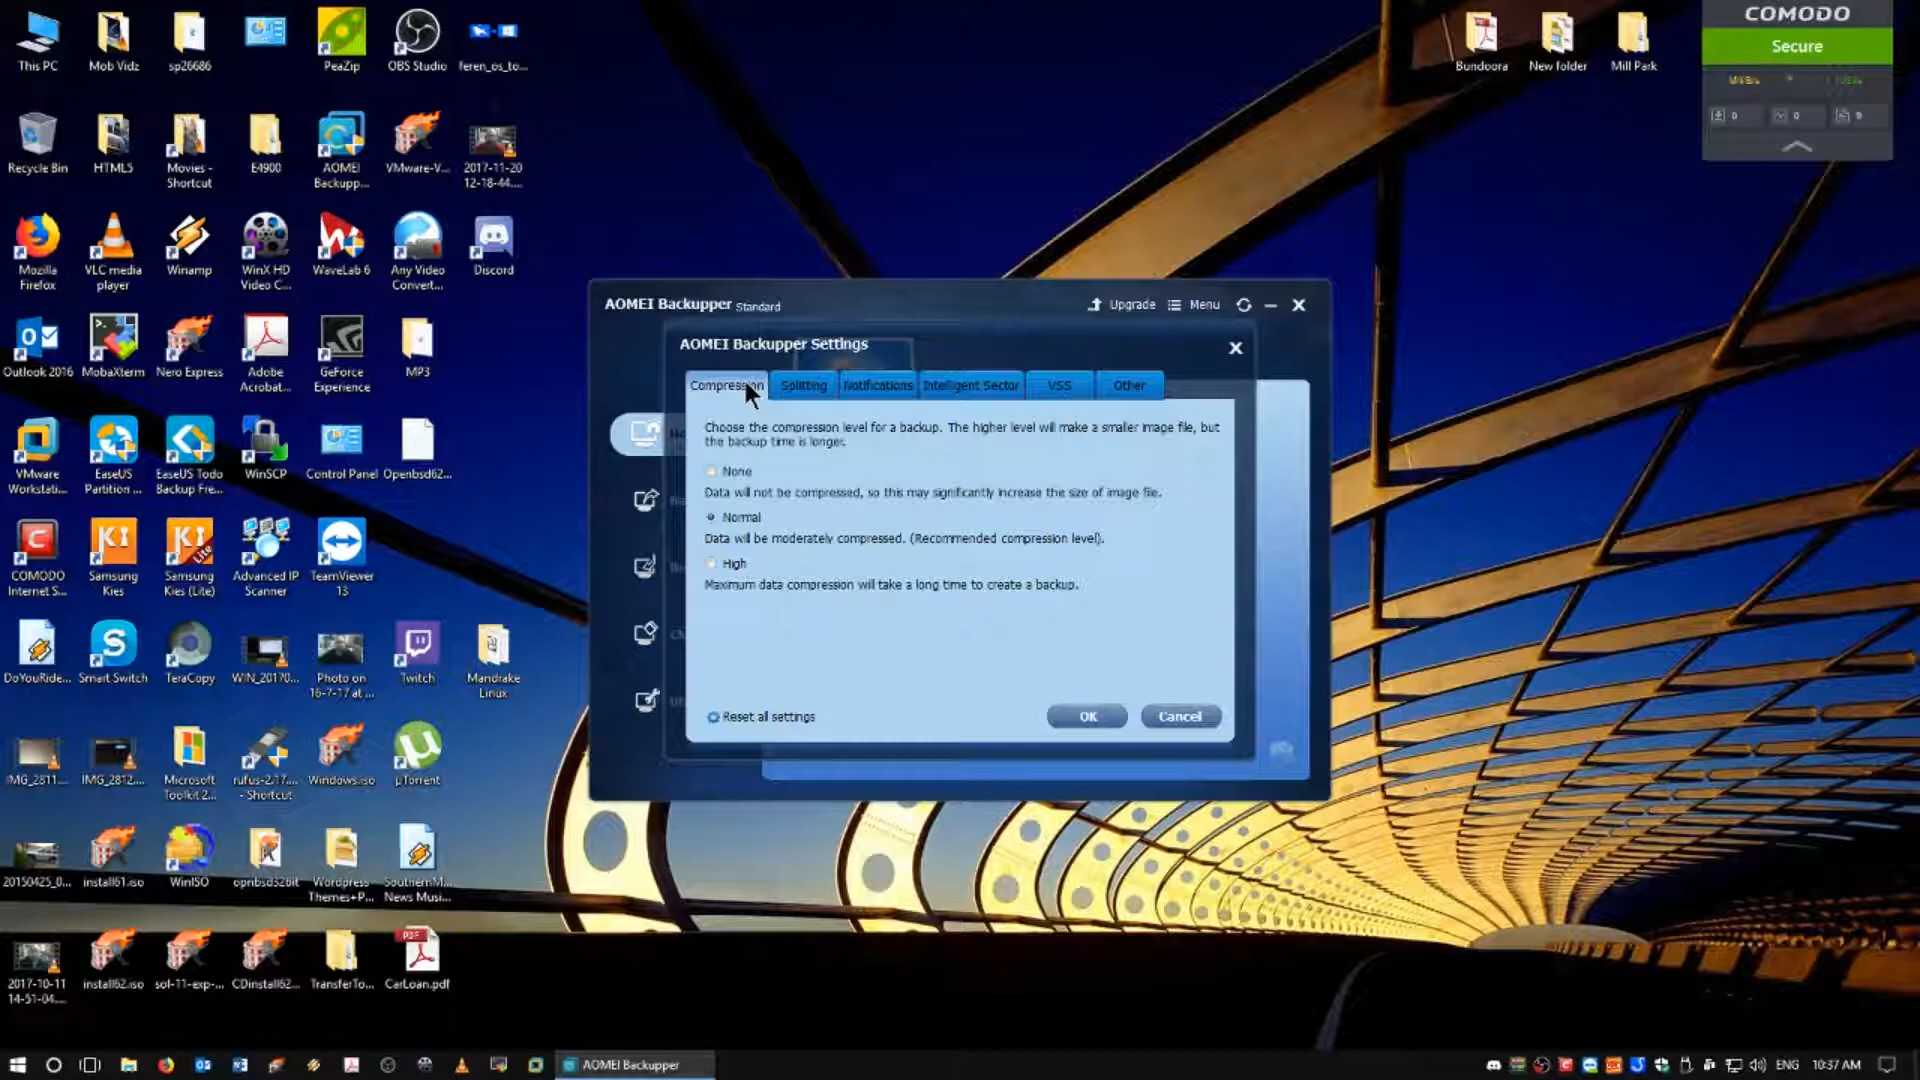 This PC
Mob Vidz
sp26686
PeaZip
OBS Studio
feren_os_to...
Bundoora
New folder
Mill Park
COMODO
Secure
0
0
0
Recycle Bin
HTML5
Movies -
Shortcut
E4900
AOMEI
Backupp...
VMware-V...
2017-11-20
12-18-44....
Mozilla
Firefox
VLC media
player
Winamp
WinX HD
Video C...
WaveLab 6
Any Video
Convert...
Discord
Outlook 2016
MobaXterm
Nero Express
Adobe
Acrobat...
GeForce
Experience
MP3
VMware
Workstati...
EaseUS
Partition ...
EaseUS Todo
Backup Fre...
WinSCP
Control Panel
Openbsd62...
COMODO
Internet S...
Samsung
Kies
Samsung
Kies (Lite)
Advanced IP
Scanner
TeamViewer
13
DoYouRide...
Smart Switch
TeraCopy
WIN_20170...
Photo on
16-7-17 at ...
Twitch
Mandrake
Linux
IMG_2811....
IMG_2812....
Microsoft
Toolkit 2...
rufus-2.17....
- Shortcut
Windows.iso
µTorrent
20150425_0...
install61.iso
WinISO
opnbsd32bit
Wordpress
Themes+P...
SouthernM...
News Musi...
2017-10-11
14-51-04....
install62.iso
sol-11-exp-...
CDinstall62...
TransferTo...
CarLoan.pdf
AOMEI Backupper Standard
Upgrade
Menu
AOMEI Backupper Settings
Compression
Splitting
Notifications
Intelligent Sector
VSS
Other
Choose the compression level for a backup. The higher level will make a smaller image file, but
the backup time is longer.
None
Data will not be compressed, so this may significantly increase the size of image file.
Normal
Data will be moderately compressed. (Recommended compression level).
High
Maximum data compression will take a long time to create a backup.
Reset all settings
OK
Cancel
AOMEI Backupper
ENG
10:37 AM